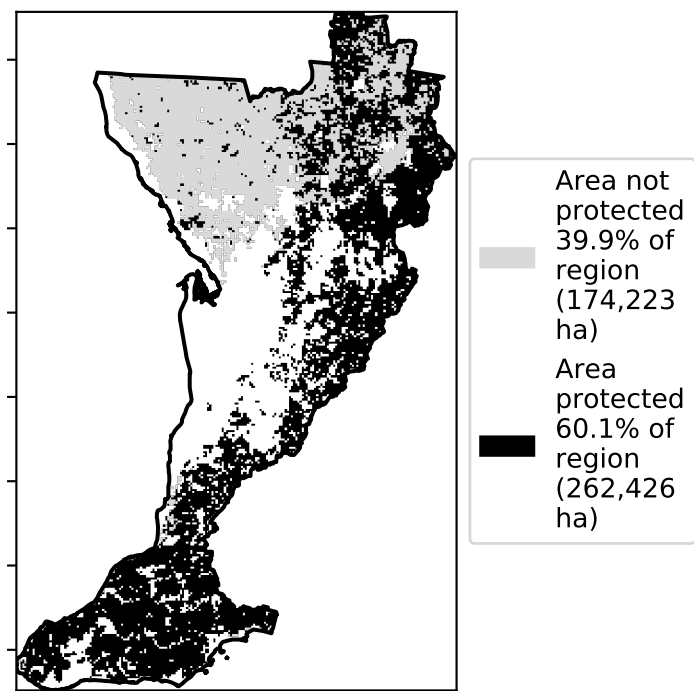 Area not
protected
39.9% of
region
(174,223
ha)
Area
protected
60.1% of
region
(262,426
ha)